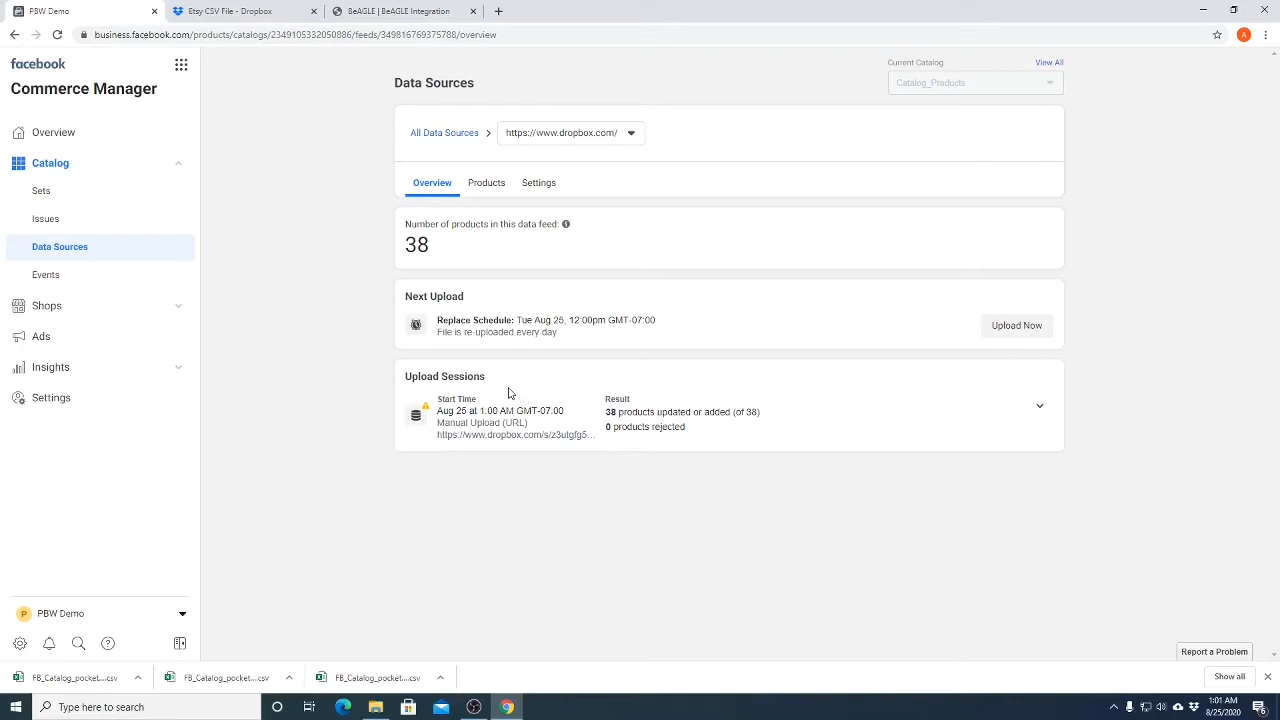 PBW Demo
Etsy CSV File - Dropbox
BeAGLE | BeAGLE Integration
business.facebook.com/products/catalogs/2349105332050886/feeds/349816769375788/overview
A
facebook
Commerce Manager
Overview
Catalog
Sets
Issues
Data Sources
Events
Shops
Ads
Insights
Settings
P PBW Demo
Data Sources
Current Catalog
View All
Catalog_Products
All Data Sources
https://www.dropbox.com/
Overview Products Settings
Number of products in this data feed:
38
Next Upload
Replace Schedule: Tue Aug 25, 12:00pm GMT-07:00
File is re-uploaded every day
Upload Now
Upload Sessions
Start Time
Aug 25 at 1:00 AM GMT-07:00
Manual Upload (URL)
https://www.dropbox.com/s/z3utgfg5...
Result
38 products updated or added (of 38)
0 products rejected
Report a Problem
FB_Catalog_pocket....csv
FB_Catalog_pocket....csv
FB_Catalog_pocket....csv
Show all
Type here to search
1:01 AM
8/25/2020
6